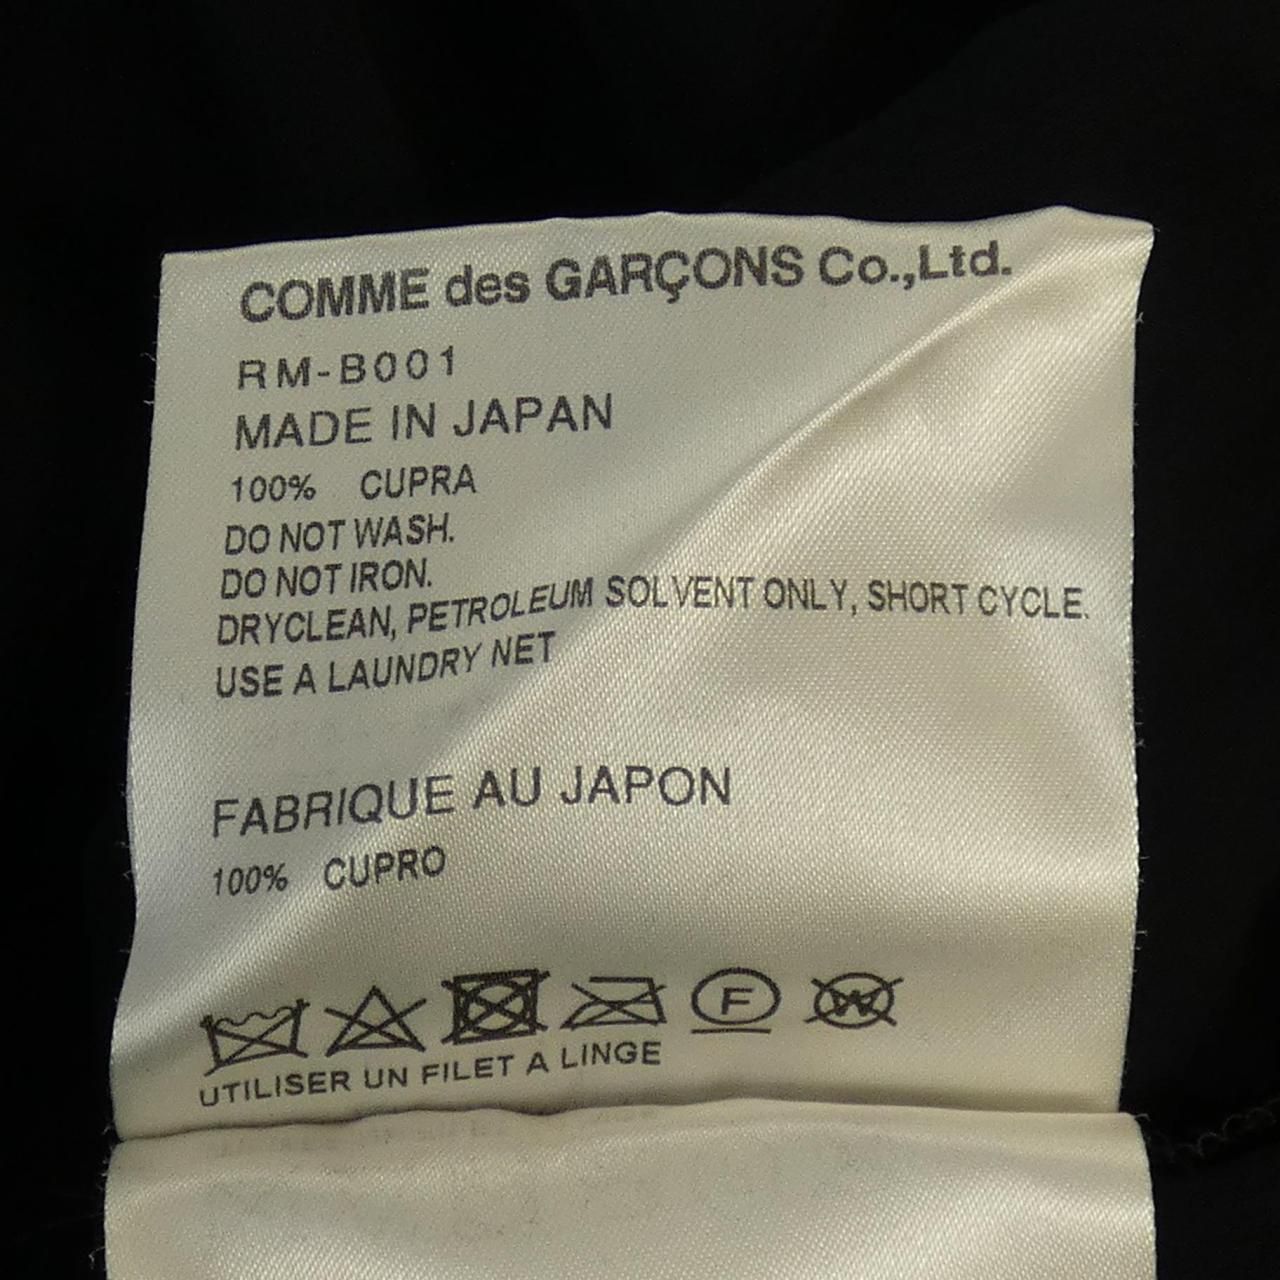 COMME des GARÇONS Co.,Ltd.
RM-B001
MADE IN JAPAN
100% CUPRA
DO NOT WASH.
DO NOT IRON.
DRYCLEAN, PETROLEUM SOLVENT ONLY, SHORT CYCLE.
USE A LAUNDRY NET
FABRIQUE AU JAPON
100% CUPRO
F W
UTILISER UN FILET A LINGE